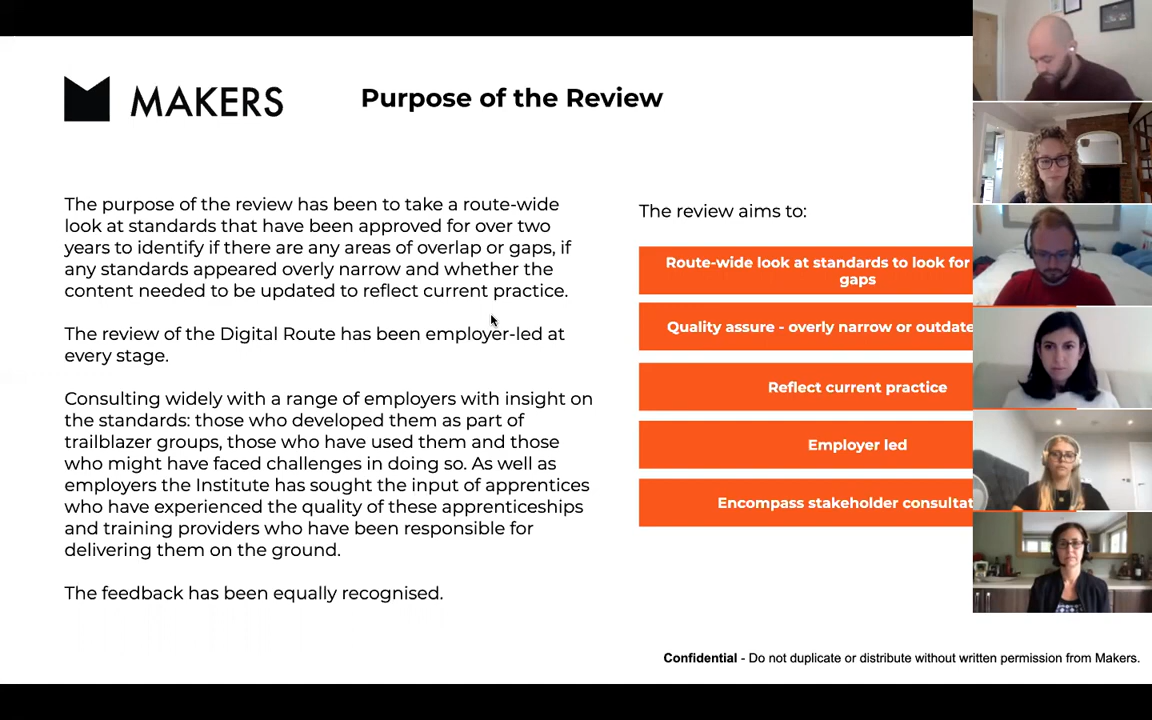 MAKERS
Purpose of the Review
The purpose of the review has been to take a route-wide
look at standards that have been approved for over two
years to identify if there are any areas of overlap or gaps, if
any standards appeared overly narrow and whether the
content needed to be updated to reflect current practice.
The review of the Digital Route has been employer-led at
every stage.
Consulting widely with a range of employers with insight on
the standards: those who developed them as part of
trailblazer groups, those who have used them and those
who might have faced challenges in doing so. As well as
employers the Institute has sought the input of apprentices
who have experienced the quality of these apprenticeships
and training providers who have been responsible for
delivering them on the ground.
The feedback has been equally recognised.
The review aims to:
Route-wide look at standards to look for
gaps
Quality assure - overly narrow or outdate
Reflect current practice
Employer led
Encompass stakeholder consultat
Confidential - Do not duplicate or distribute without written permission from Makers.